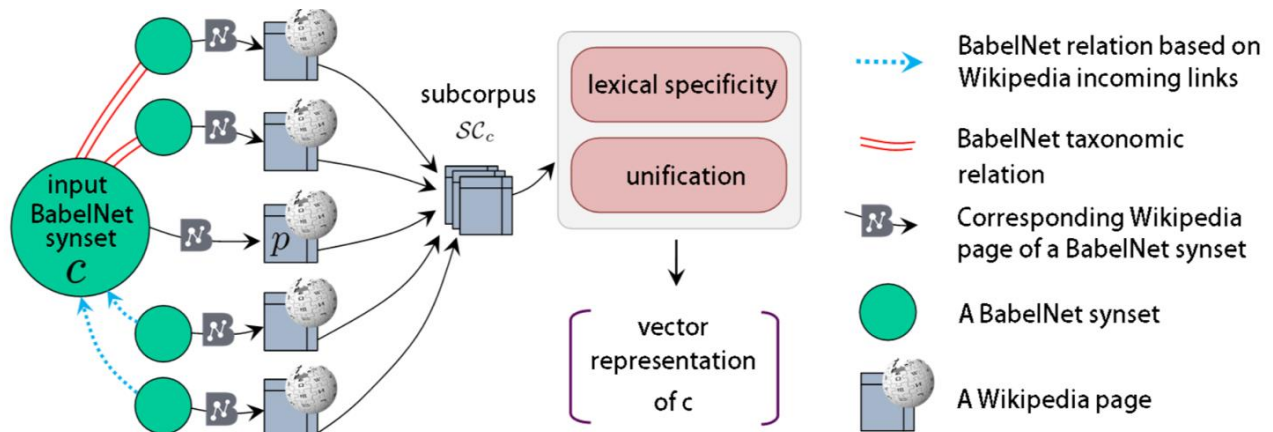 input
BabelNet
synset
c
p
subcorpus
SC_c
lexical specificity
unification
vector
representation
of c
BabelNet relation based on
Wikipedia incoming links
BabelNet taxonomic
relation
Corresponding Wikipedia
page of a BabelNet synset
A BabelNet synset
A Wikipedia page